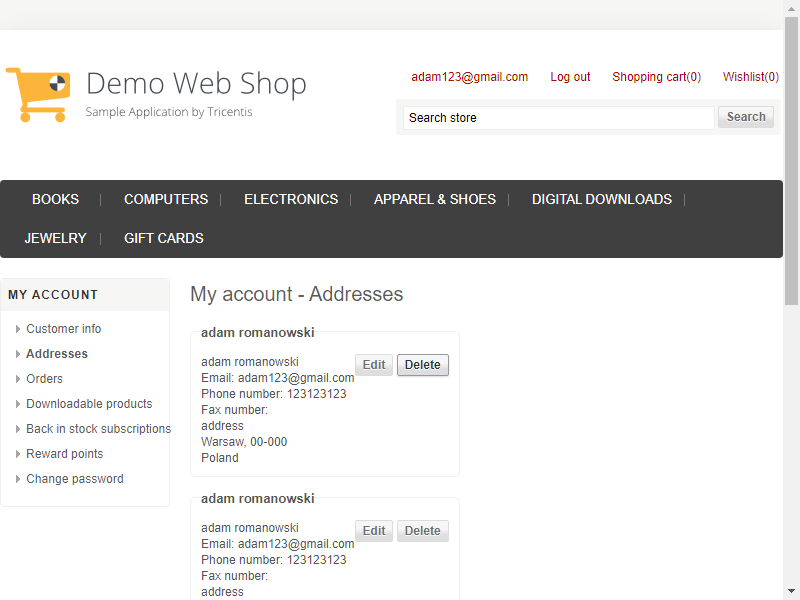 Demo Web Shop
Sample Application by Tricentis
adam123@gmail.com Log out Shopping cart(0) Wishlist(0)
Search store Search
BOOKS COMPUTERS ELECTRONICS APPAREL & SHOES DIGITAL DOWNLOADS
JEWELRY GIFT CARDS
MY ACCOUNT
Customer info
Addresses
Orders
Downloadable products
Back in stock subscriptions
Reward points
Change password
My account - Addresses
adam romanowski
adam romanowski Edit Delete
Email: adam123@gmail.com
Phone number: 123123123
Fax number:
address
Warsaw, 00-000
Poland
adam romanowski
adam romanowski Edit Delete
Email: adam123@gmail.com
Phone number: 123123123
Fax number:
address